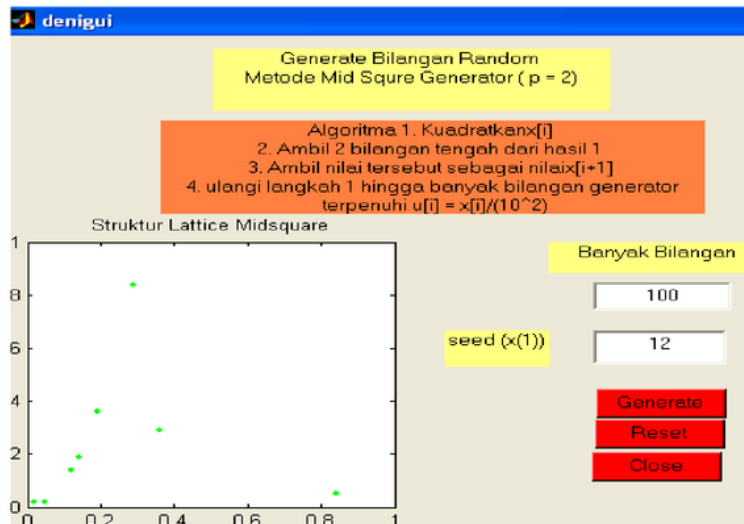 denigui
Generate Bilangan Random
Metode Mid Squre Generator ( p = 2)
Algoritma 1. Kuadratkanx[i]
2. Ambil 2 bilangan tengah dari hasil 1
3. Ambil nilai tersebut sebagai nilaix[i+1]
4. ulangi langkah 1 hingga banyak bilangan generator
terpenuhi u[i] = x[i]/(10^2)
Struktur Lattice Midsquare
1
8
6
4
2
0
0 0.2 0.4 0.6 0.8 1
Banyak Bilangan
100
seed (x(1))
12
Generate
Reset
Close